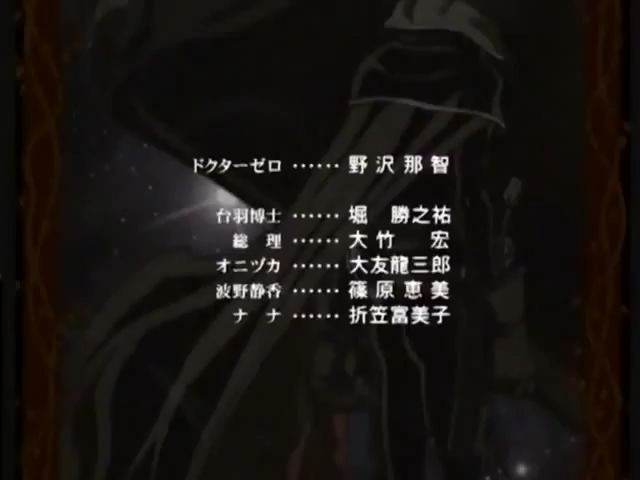 ドクターゼロ ‥‥‥ 野沢那智
台羽博士 ‥‥‥ 堀　勝之祐
総　理 ‥‥‥ 大竹　宏
オニヅカ ‥‥‥ 大友龍三郎
波野静香 ‥‥‥ 篠原恵美
ナ　ナ ‥‥‥ 折笠富美子